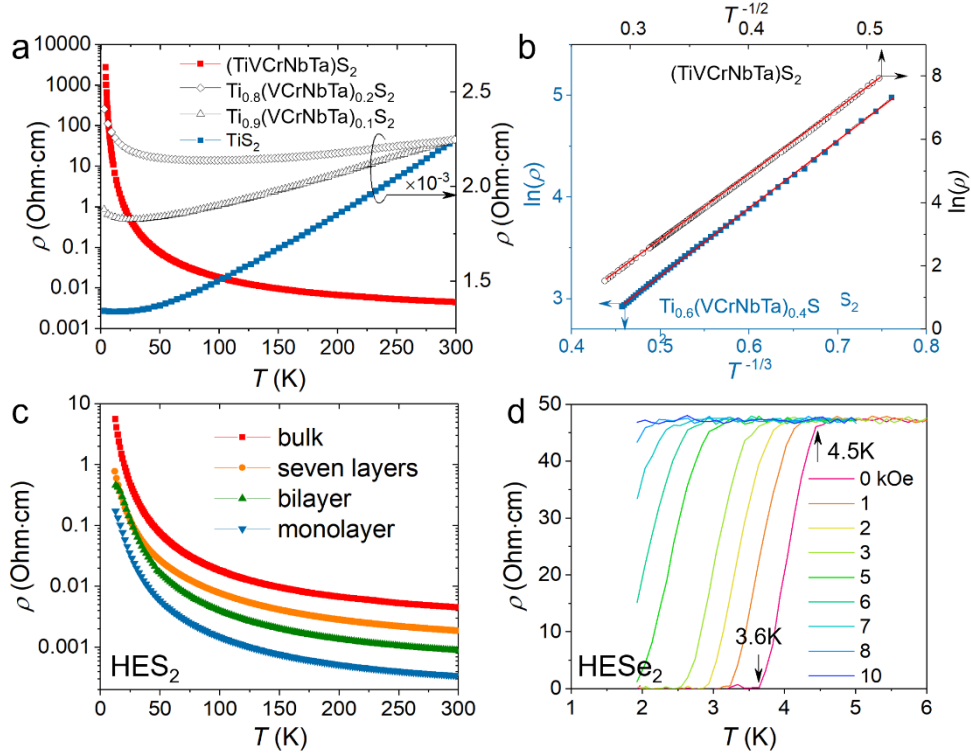 a
10000
1000
100
10
1
0.1
0.01
0.001
ρ (Ohm·cm)
(TiVCrNbTa)S₂
Ti₀.₈(VCrNbTa)₀.₂S₂
Ti₀.₉(VCrNbTa)₀.₁S₂
TiS₂
×10⁻³
2.5
2.0
1.5
0 50 100 150 200 250 300
T (K)
ρ (Ohm·cm)
b
T⁻¹/²
0.3 0.4 0.5
5
4
3
ln(ρ)
(TiVCrNbTa)S₂
Ti₀.₆(VCrNbTa)₀.₄S S₂
8
6
4
2
0
ln(ρ)
0.4 0.5 0.6 0.7 0.8
T⁻¹/³
c
10
1
0.1
0.01
0.001
ρ (Ohm·cm)
bulk
seven layers
bilayer
monolayer
HES₂
0 50 100 150 200 250 300
T (K)
d
50
40
30
20
10
0
ρ (Ohm·cm)
4.5K
0 kOe
1
2
3
5
6
7
8
10
3.6K
HESe₂
1 2 3 4 5 6
T (K)